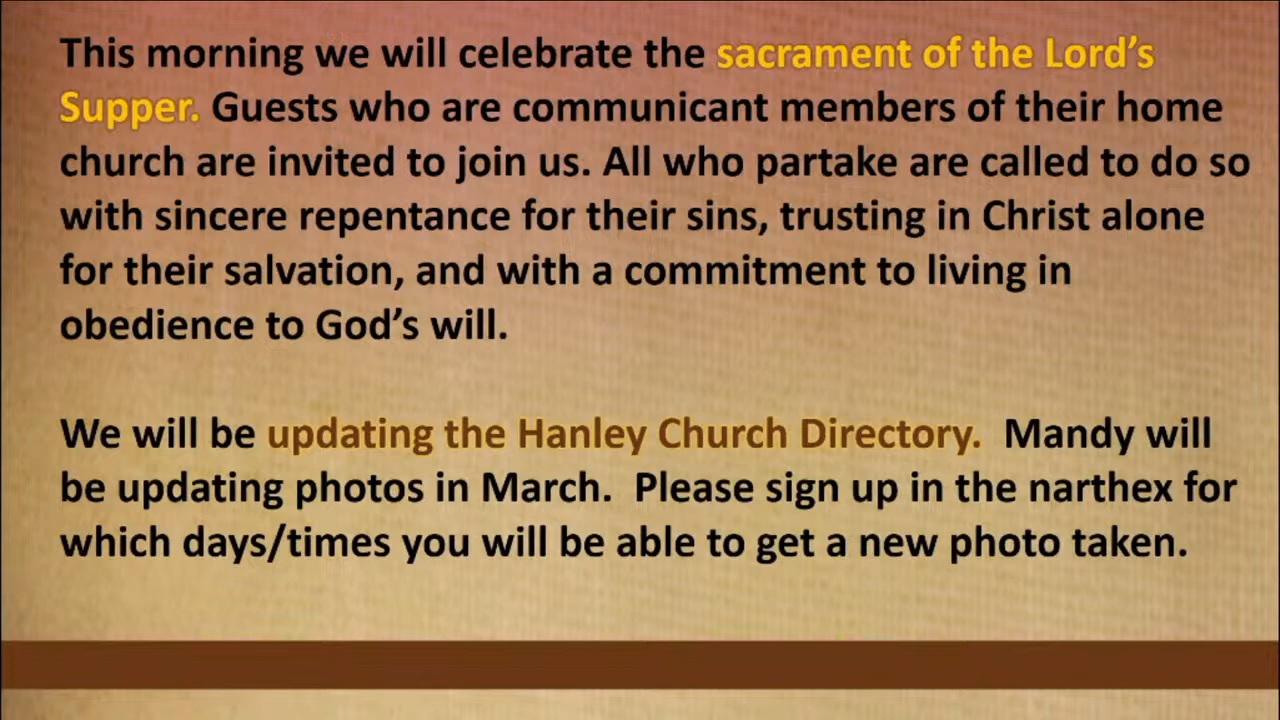 This morning we will celebrate the sacrament of the Lord’s
Supper. Guests who are communicant members of their home
church are invited to join us. All who partake are called to do so
with sincere repentance for their sins, trusting in Christ alone
for their salvation, and with a commitment to living in
obedience to God’s will.
We will be updating the Hanley Church Directory.  Mandy will
be updating photos in March.  Please sign up in the narthex for
which days/times you will be able to get a new photo taken.